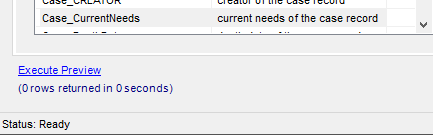 Case_CREATOR creator of the case record
Case_CurrentNeeds current needs of the case record
Execute Preview
(0 rows returned in 0 seconds)
Status: Ready